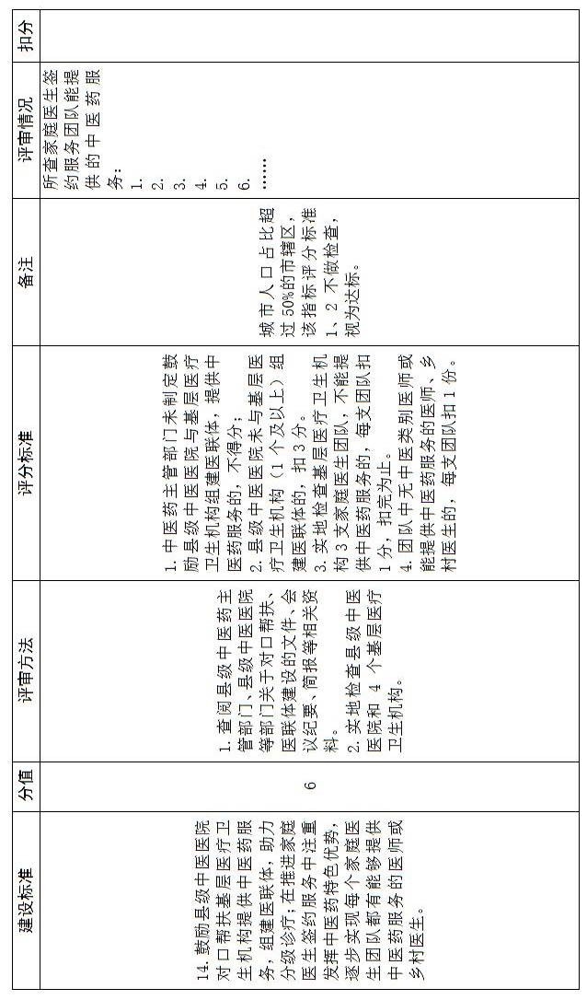 建设标准
分值
评审方法
评分标准
备注
评审情况
扣分
14.鼓励县级中医医院
对口帮扶基层医疗卫
生机构提供中医药服
务，组建医联体，助力
分级诊疗；在推进家庭
医生签约服务中注重
发挥中医药特色优势，
逐步实现每个家庭医
生团队都有能够提供
中医药服务的医师或
乡村医生。
6
1.查阅县级中医药主
管部门、县级中医医院
等部门关于对口帮扶、
医联体建设的文件、会
议纪要、简报等相关资
料。
2.实地检查县级中医
医院和 4 个基层医疗
卫生机构。
1.中医药主管部门未制定鼓
励县级中医医院与基层医疗
卫生机构组建医联体，提供中
医药服务的，不得分；
2.县级中医医院未与基层医
疗卫生机构（1 个及以上）组
建医联体的，扣3分。
3.实地检查基层医疗卫生机
构 3 支家庭医生团队，不能提
供中医药服务的，每支团队扣
1分，扣完为止。
4.团队中无中医类别医师或
能提供中医药服务的医师、乡
村医生的，每支团队扣1份。
城市人口占比超
过50%的市辖区，
该指标评分标准
1、2 不做检查，
视为达标。
所查家庭医生签
约服务团队能提
供的中医药服
务：
1.
2.
3.
4.
5.
6.
……